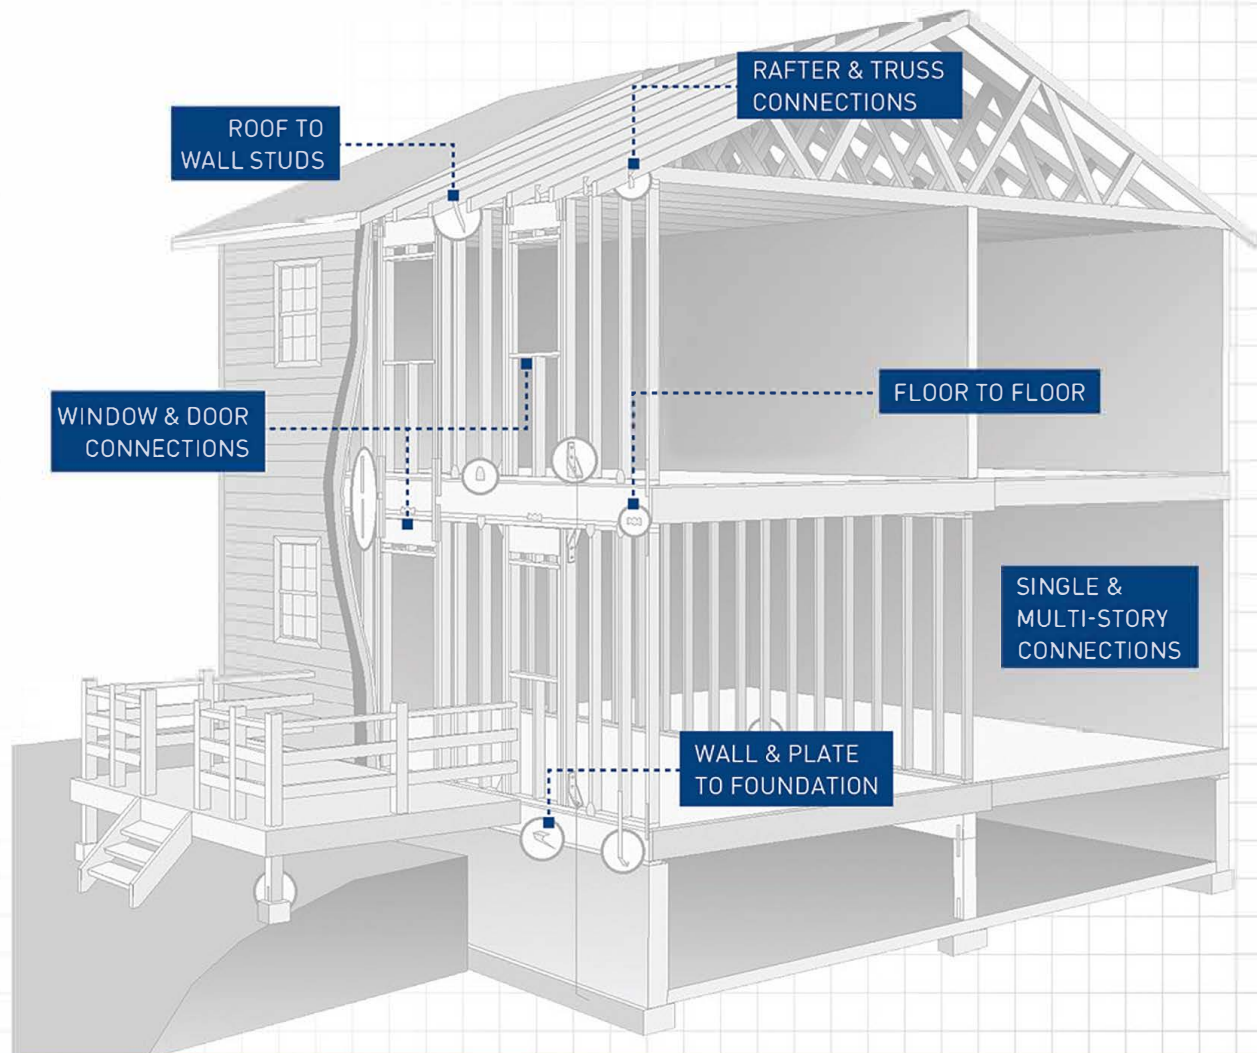 RAFTER & TRUSS
CONNECTIONS
ROOF TO
WALL STUDS
WINDOW & DOOR
CONNECTIONS
FLOOR TO FLOOR
SINGLE &
MULTI-STORY
CONNECTIONS
WALL & PLATE
TO FOUNDATION